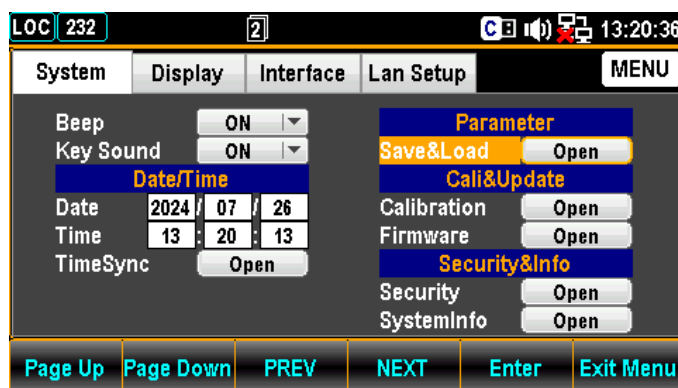 LOC 232 2 C 13:20:36
System Display Interface Lan Setup MENU
Beep ON
Key Sound ON
Date/Time
Date 2024 / 07 / 26
Time 13 : 20 : 13
TimeSync Open
Parameter
Save&Load Open
Cali&Update
Calibration Open
Firmware Open
Security&Info
Security Open
SystemInfo Open
Page Up Page Down PREV NEXT Enter Exit Menu